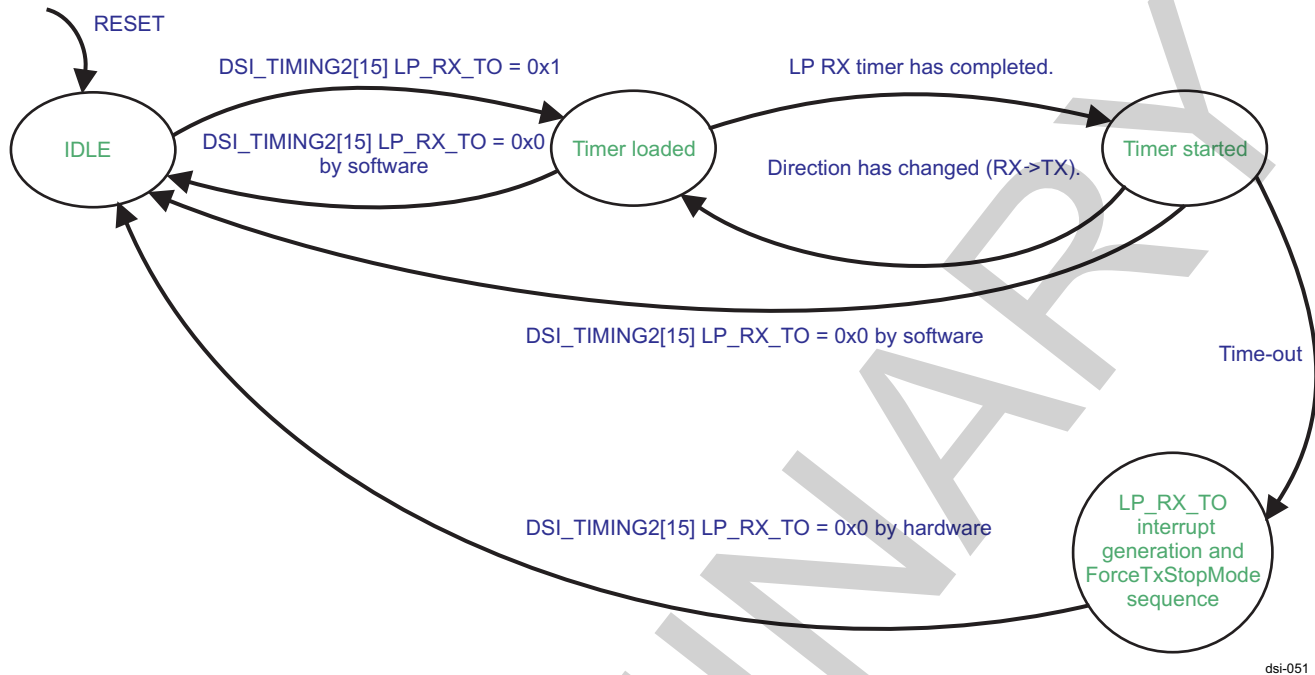 RESET
DSI_TIMING2[15] LP_RX_TO = 0x1
LP RX timer has completed.
IDLE
DSI_TIMING2[15] LP_RX_TO = 0x0
by software
Timer loaded
Direction has changed (RX->TX).
Timer started
DSI_TIMING2[15] LP_RX_TO = 0x0 by software
Time-out
DSI_TIMING2[15] LP_RX_TO = 0x0 by hardware
LP_RX_TO
interrupt
generation and
ForceTxStopMode
sequence
INARY
dsi-051